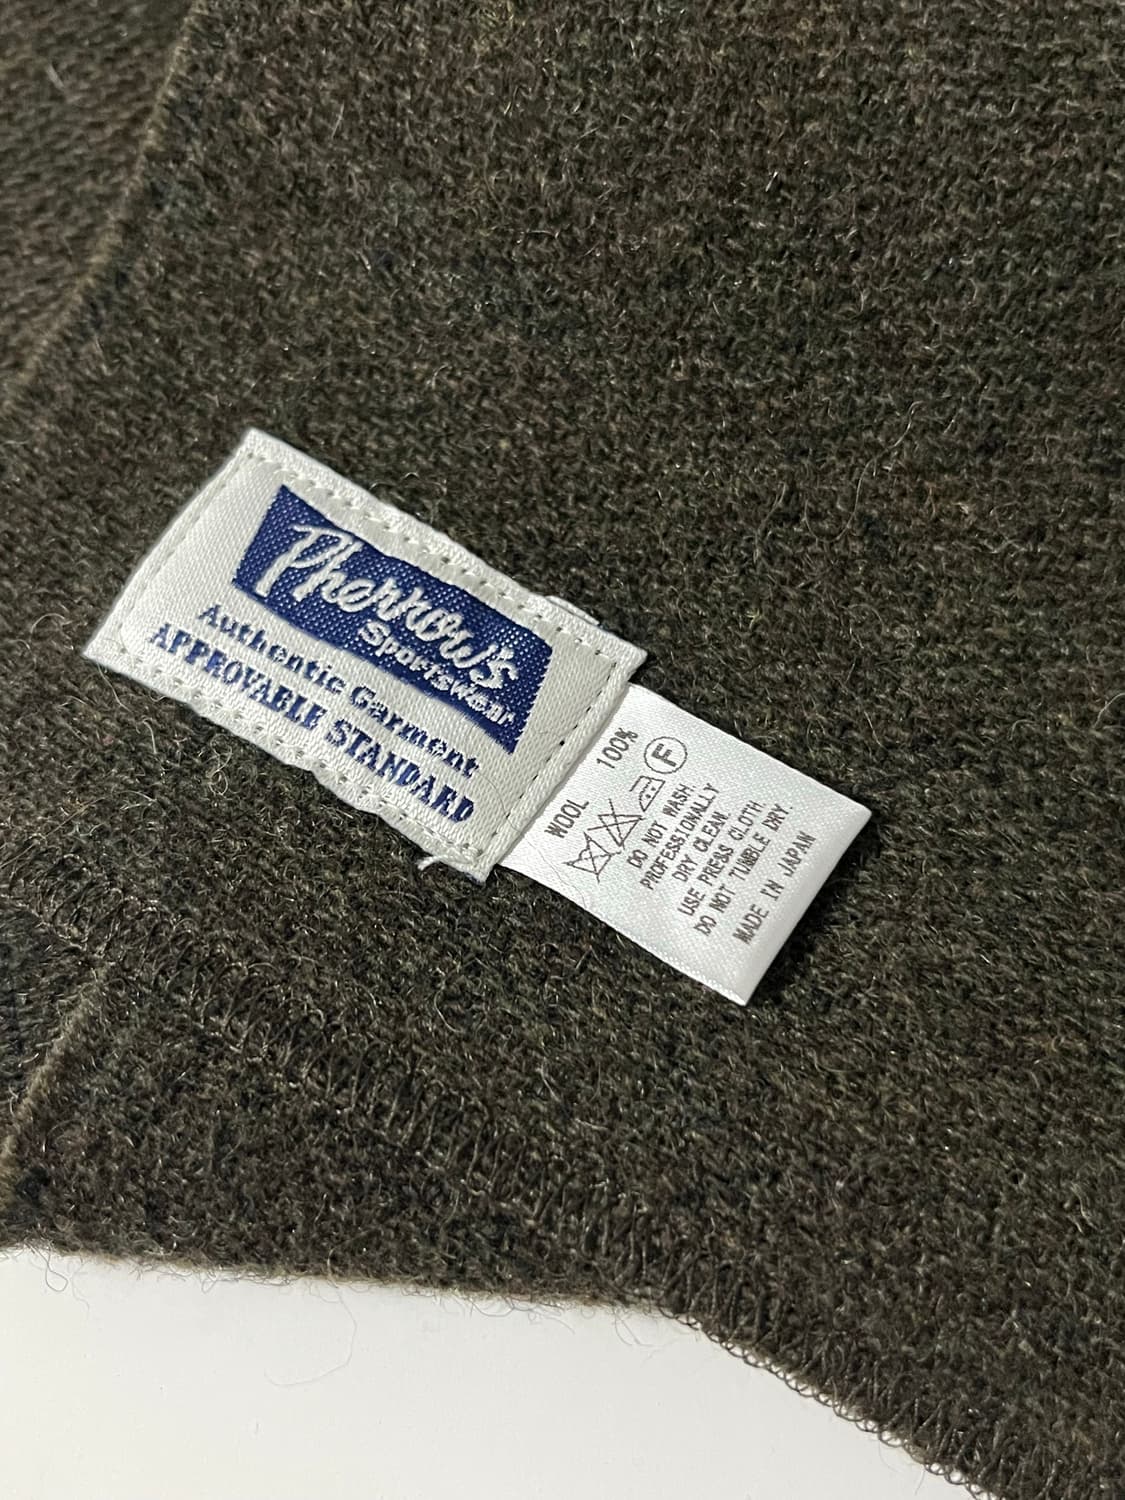 Pherrow's
Sportswear
Authentic Garment
APPROVABLE STANDARD
WOOL 100%
F
DO NOT WASH.
PROFESSIONALLY
DRY CLEAN.
USE PRESS CLOTH.
DO NOT TUMBLE DRY.
MADE IN JAPAN